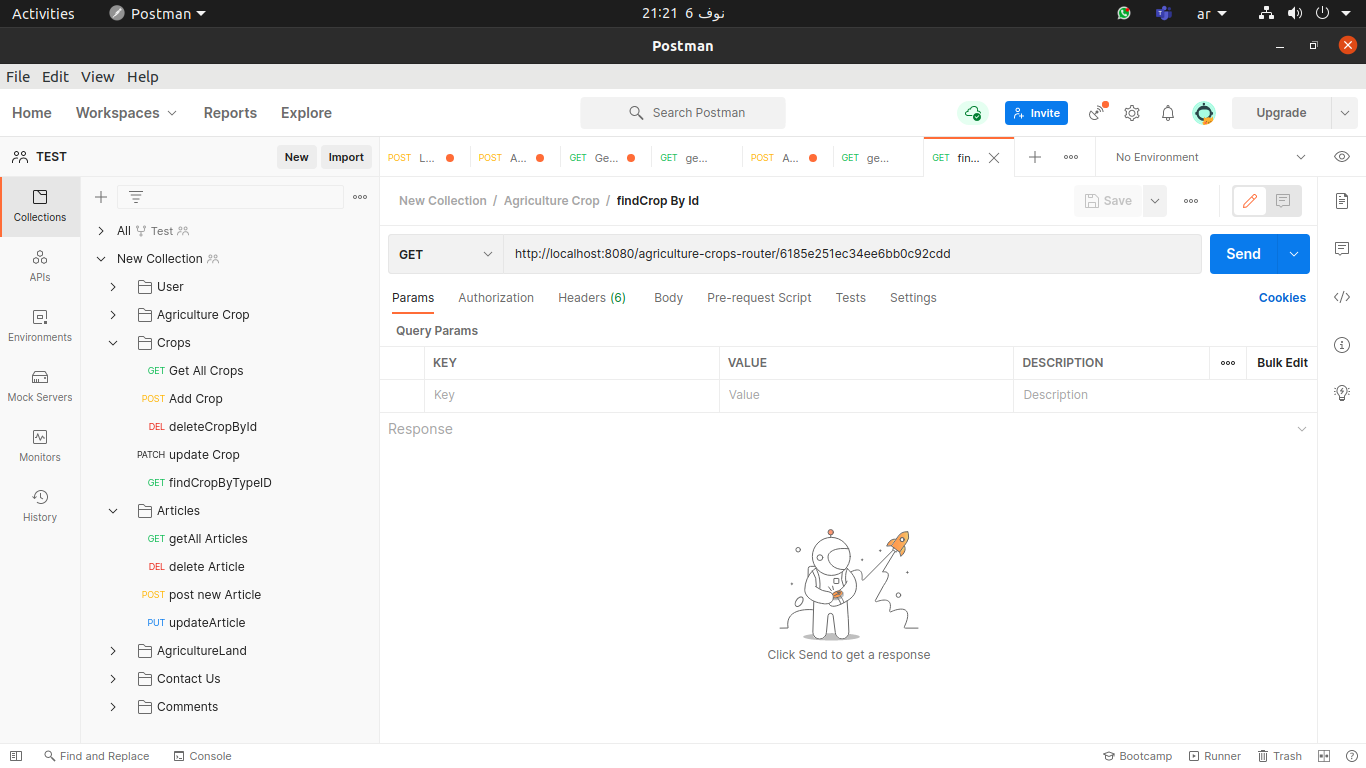 Activities Postman 21:21 6 نوف ar
Postman
File Edit View Help
Home Workspaces Reports Explore Search Postman Invite Upgrade
TEST New Import
POST L... POST A... GET Ge... GET ge... POST A... GET ge... GET fin... No Environment
Collections
APIs
Environments
Mock Servers
Monitors
History
All Test
New Collection
User
Agriculture Crop
Crops
GET Get All Crops
POST Add Crop
DEL deleteCropById
PATCH update Crop
GET findCropByTypeID
Articles
GET getAll Articles
DEL delete Article
POST post new Article
PUT updateArticle
AgricultureLand
Contact Us
Comments
New Collection / Agriculture Crop / findCrop By Id Save
GET http://localhost:8080/agriculture-crops-router/6185e251ec34ee6bb0c92cdd Send
Params Authorization Headers (6) Body Pre-request Script Tests Settings Cookies
Query Params
KEY VALUE DESCRIPTION Bulk Edit
Key Value Description
Response
Click Send to get a response
Find and Replace Console Bootcamp Runner Trash